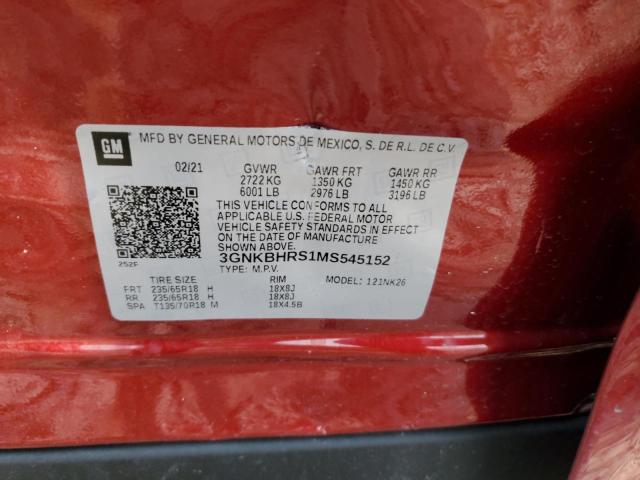 GM MFD BY GENERAL MOTORS DE MEXICO, S. DE R.L. DE C.V
02/21 GVWR GAWR FRT GAWR RR
2722 KG 1350 KG 1450 KG
6001 LB 2976 LB 3196 LB
THIS VEHICLE CONFORMS TO ALL
APPLICABLE U.S. FEDERAL MOTOR
VEHICLE SAFETY STANDARDS IN EFFECT
ON THE DATE OF MANUFACTURE
SHOWN ABOVE.
252F 3GNKBHRS1MS545152
TYPE: M.P.V. MODEL: 121NK26
TIRE SIZE RIM
FRT 235/65R18 H 18X8J
RR 235/65R18 H 18X8J
SPA T135/70R18 M 18X4.5B